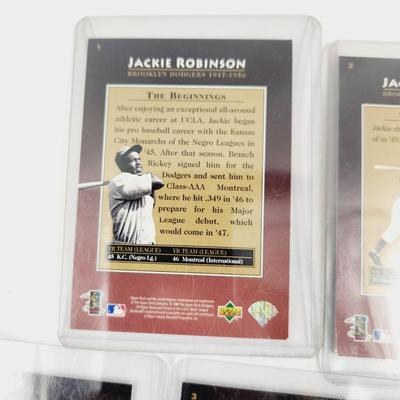 1
JACKIE ROBINSON
BROOKLYN DODGERS 1947-1956
THE BEGINNINGS
After enjoying an exceptional all-around
athletic career at UCLA, Jackie began
his pro baseball career with the Kansas
City Monarchs of the Negro Leagues in
'45. After that season, Branch
Rickey signed him for the
Dodgers and sent him to
Class-AAA Montreal,
where he hit .349 in '46 to
prepare for his Major
League debut, which
would come in '47.
YR TEAM (LEAGUE) YR TEAM (LEAGUE)
45 K.C. (Negro Lg.) 46 Montreal (International)
2
JA
3